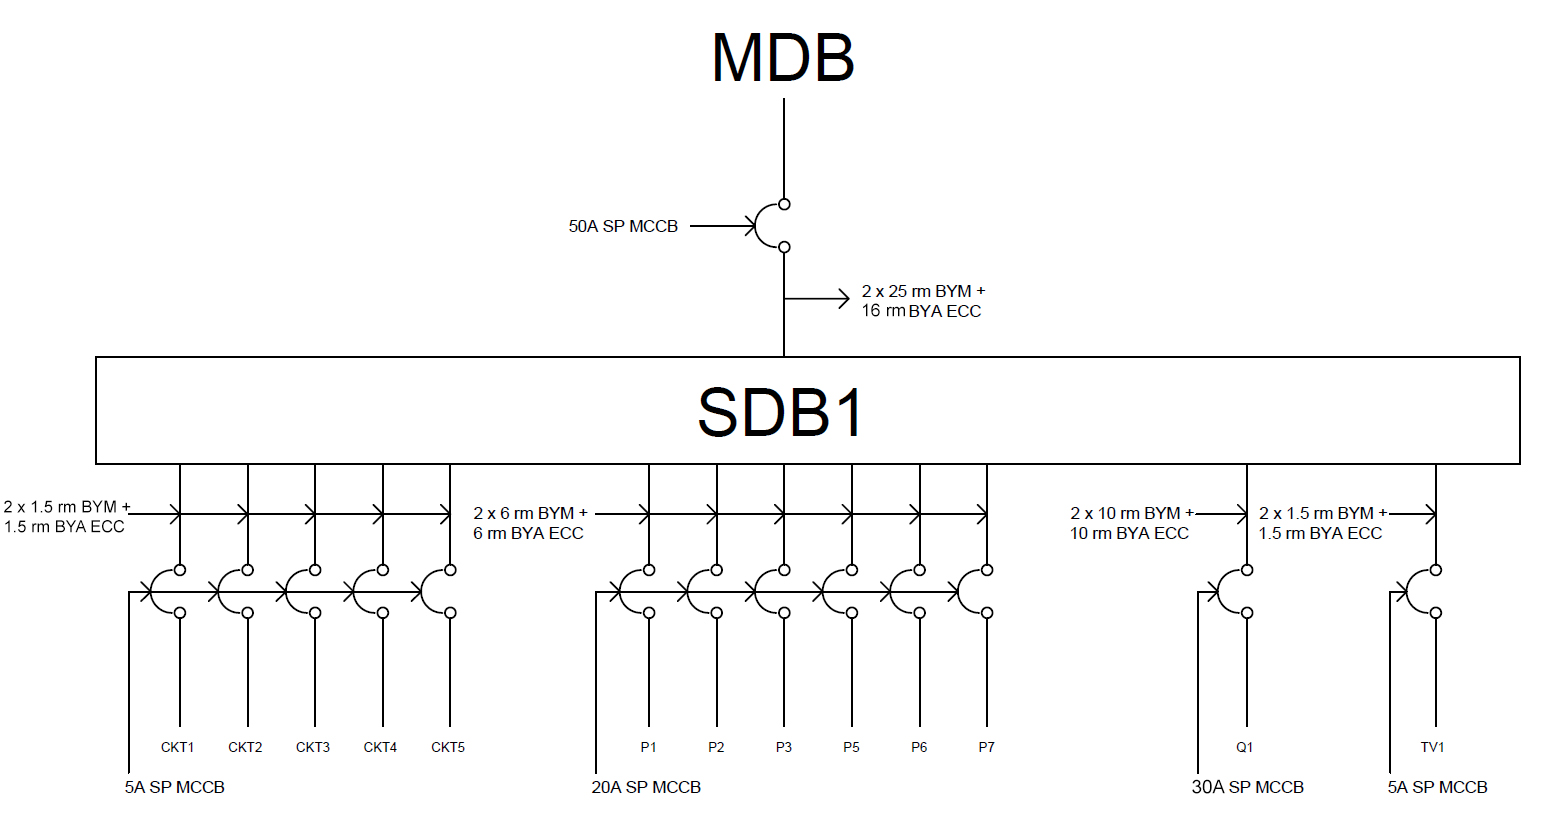 MDB
50A SP MCCB
2 x 25 rm BYM +
16 rm BYA ECC
SDB1
2 x 1.5 rm BYM +
1.5 rm BYA ECC
2 x 6 rm BYM +
6 rm BYA ECC
2 x 10 rm BYM +
10 rm BYA ECC
2 x 1.5 rm BYM +
1.5 rm BYA ECC
CKT1
CKT2
CKT3
CKT4
CKT5
P1
P2
P3
P5
P6
P7
Q1
TV1
5A SP MCCB
20A SP MCCB
30A SP MCCB
5A SP MCCB